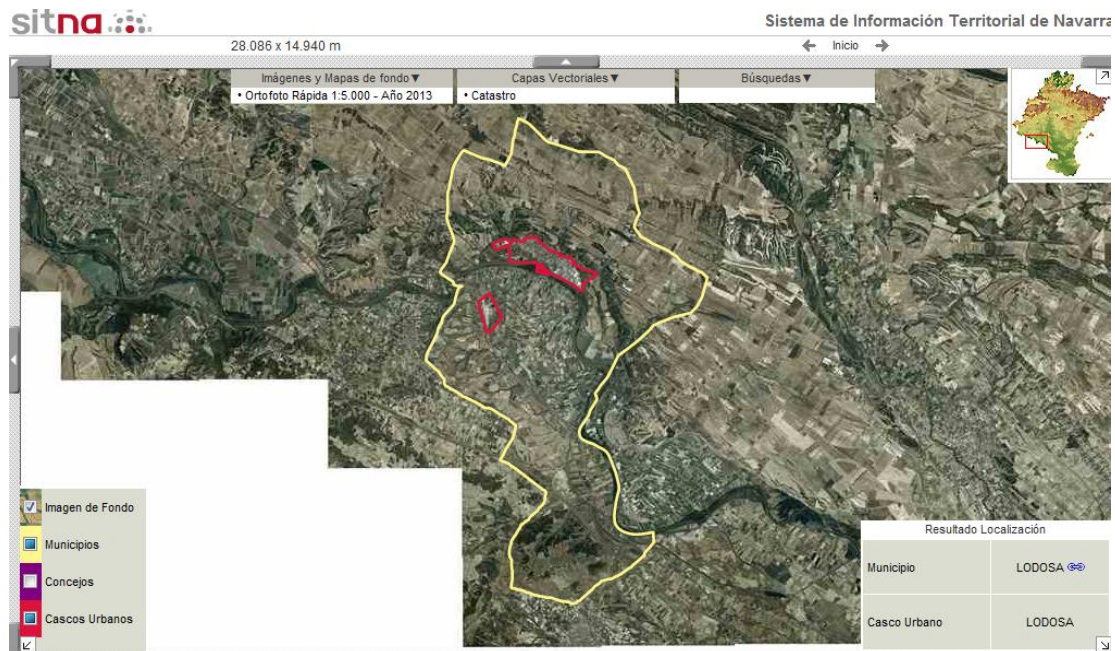 sitna
Sistema de Información Territorial de Navarra
28.086 x 14.940 m
Inicio
Imágenes y Mapas de fondo ▼
Capas Vectoriales ▼
Búsquedas ▼
• Ortofoto Rápida 1:5.000 - Año 2013
• Catastro
Imagen de Fondo
Municipios
Concejos
Cascos Urbanos
Resultado Localización
Municipio
LODOSA
Casco Urbano
LODOSA